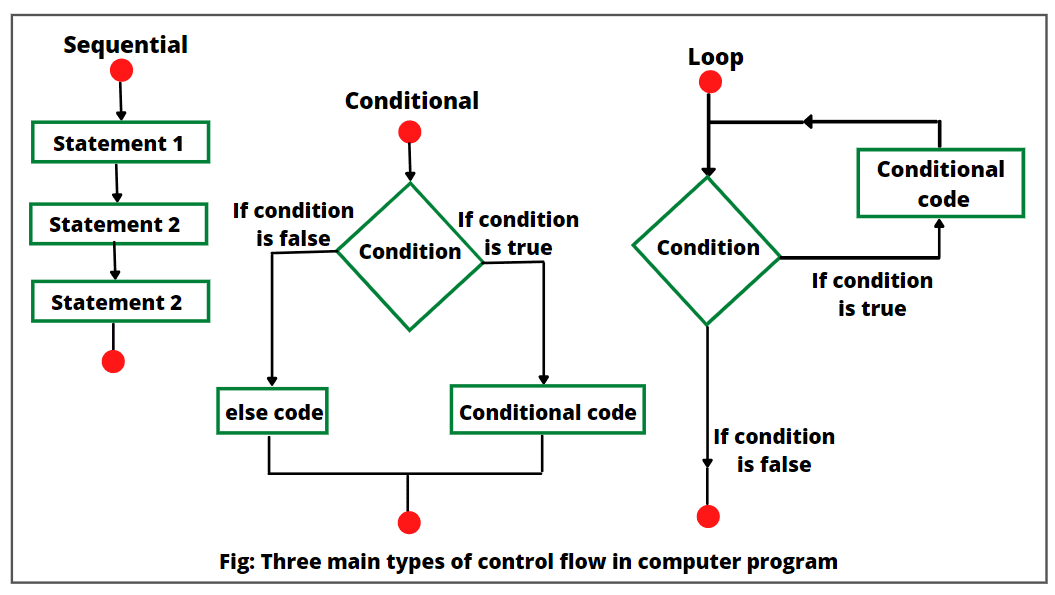 Sequential
Statement 1
Statement 2
Statement 2
Conditional
If condition
is false
Condition
If condition
is true
else code
Conditional code
Loop
Conditional
code
Condition
If condition
is true
If condition
is false
Fig: Three main types of control flow in computer program